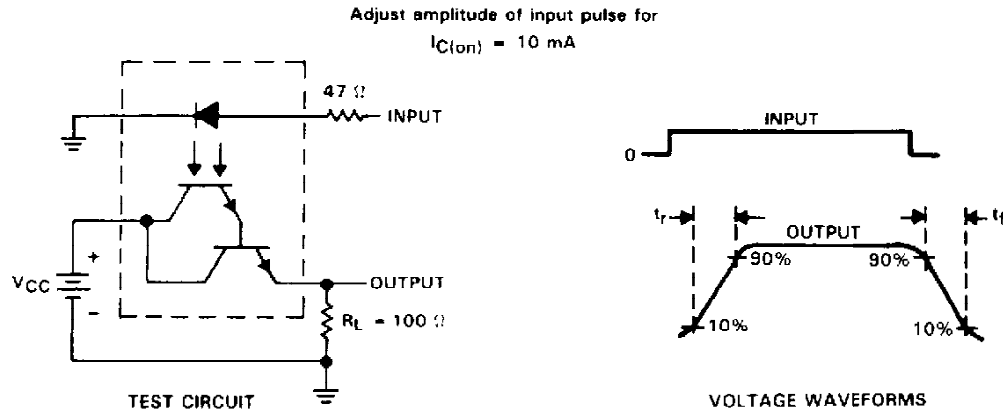 Adjust amplitude of input pulse for
IC(on) = 10 mA
47 Ω
INPUT
VCC
+
-
OUTPUT
RL = 100 Ω
TEST CIRCUIT
INPUT
0
tr
tf
OUTPUT
90%
90%
10%
10%
VOLTAGE WAVEFORMS